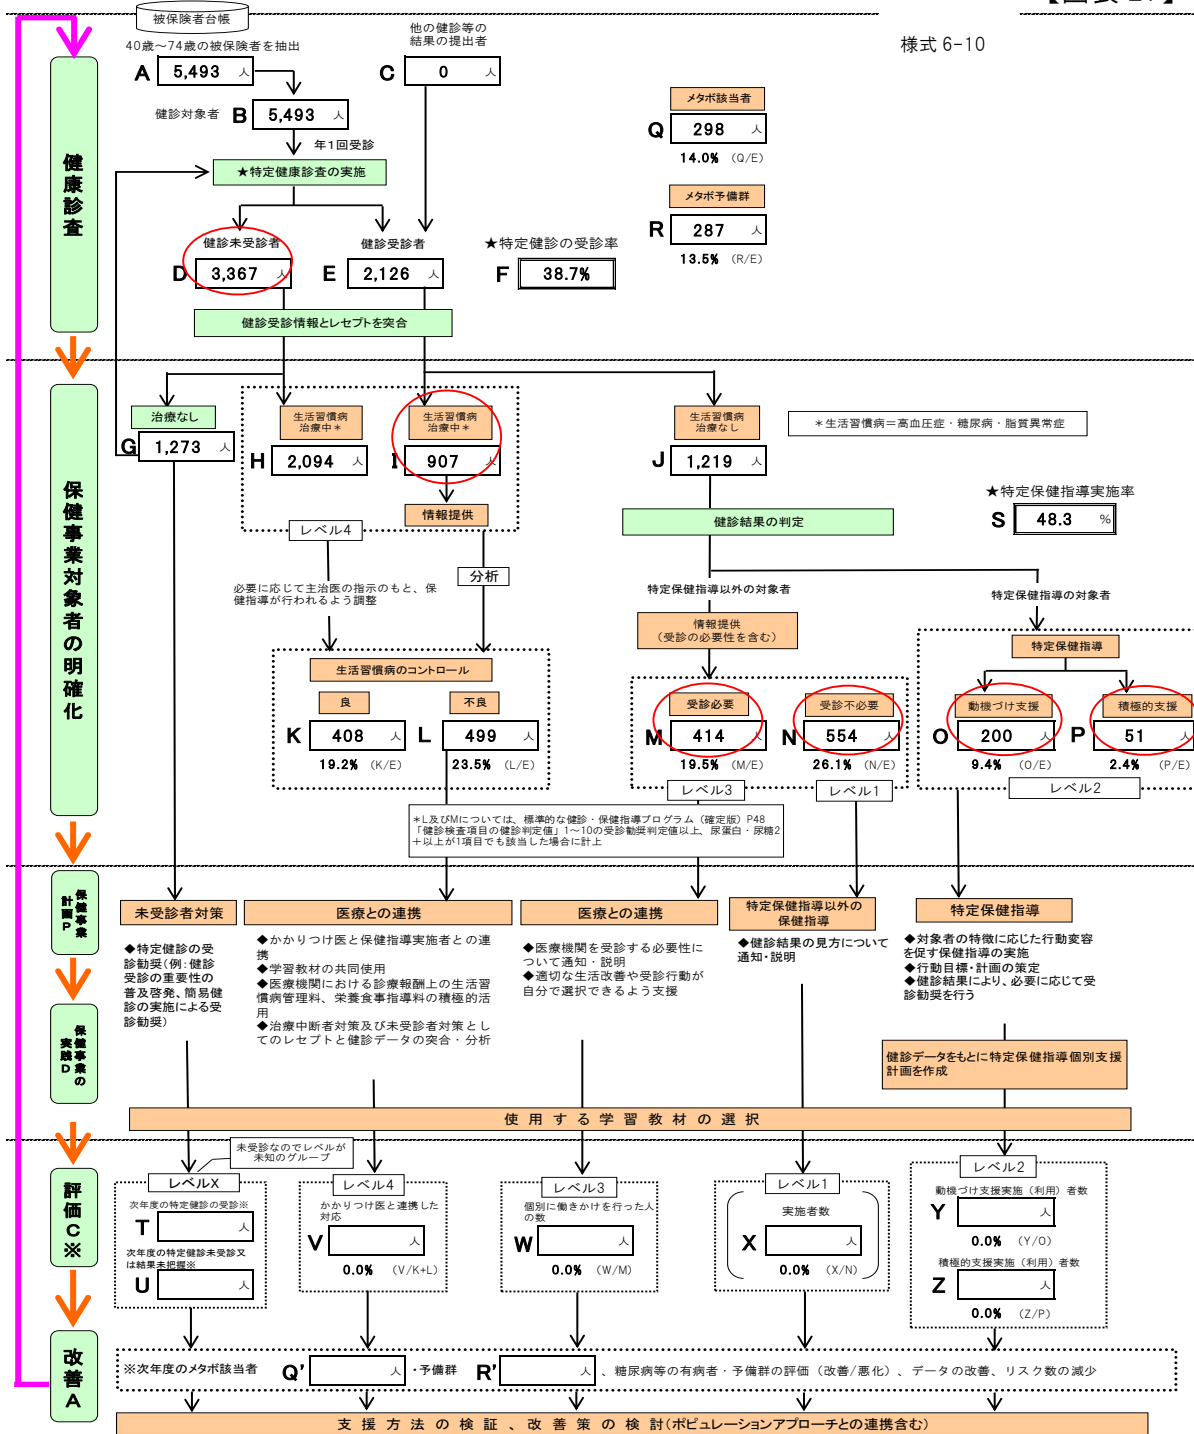 被保険者台帳
様式 6-10
40歳～74歳の被保険者を抽出
A 5,493 人
他の健診等の
結果の提出者
C 0 人
健診対象者 B 5,493 人
年1回受診
★特定健康診査の実施
メタボ該当者
Q 298 人
14.0% (Q/E)
メタボ予備群
R 287 人
13.5% (R/E)
健診未受診者
D 3,367 人
健診受診者
E 2,126 人
★特定健診の受診率
F 38.7%
健診受診情報とレセプトを突合
健康診査
治療なし
G 1,273 人
生活習慣病
治療中＊
H 2,094 人
生活習慣病
治療中＊
I 907 人
情報提供
レベル4
生活習慣病
治療なし
J 1,219 人
＊生活習慣病＝高血圧症・糖尿病・脂質異常症
★特定保健指導実施率
S 48.3 %
健診結果の判定
保健事業対象者の明確化
必要に応じて主治医の指示のもと、保
健指導が行われるよう調整
分析
特定保健指導以外の対象者
特定保健指導の対象者
情報提供
(受診の必要性を含む)
特定保健指導
生活習慣病のコントロール
良
K 408 人
19.2% (K/E)
不良
L 499 人
23.5% (L/E)
受診必要
M 414 人
19.5% (M/E)
レベル3
受診不必要
N 554 人
26.1% (N/E)
レベル1
動機づけ支援
O 200 人
9.4% (O/E)
積極的支援
P 51 人
2.4% (P/E)
レベル2
＊L及びMについては、標準的な健診・保健指導プログラム（確定版）P48
「健診検査項目の健診判定値」1～10の受診勧奨判定値以上、尿蛋白・尿糖2
＋以上が1項目でも該当した場合に計上
保健事業
計画P
未受診者対策
◆特定健診の受
診勧奨(例:健診
受診の重要性の
普及啓発、簡易健
診の実施による受
診勧奨)
医療との連携
◆かかりつけ医と保健指導実施者との連
携
◆学習教材の共同使用
◆医療機関における診療報酬上の生活習
慣病管理料、栄養食事指導料の積極的活
用
◆治療中断者対策及び未受診者対策とし
てのレセプトと健診データの突合・分析
医療との連携
◆医療機関を受診する必要性に
ついて通知・説明
◆適切な生活改善や受診行動が
自分で選択できるよう支援
特定保健指導以外の
保健指導
◆健診結果の見方について
通知・説明
特定保健指導
◆対象者の特徴に応じた行動変容
を促す保健指導の実施
◆行動目標・計画の策定
◆健診結果により、必要に応じて受
診勧奨を行う
保健事業の
実践D
健診データをもとに特定保健指導個別支援
計画を作成
使用する学習教材の選択
未受診なのでレベルが
未知のグループ
評価C※
レベルX
次年度の特定健診の受診※
T 人
次年度の特定健診未受診又
は結果未把握※
U 人
レベル4
かかりつけ医と連携した
対応
V 人
0.0% (V/K+L)
レベル3
個別に働きかけを行った人
の数
W 人
0.0% (W/M)
レベル1
実施者数
X 人
0.0% (X/N)
レベル2
動機づけ支援実施（利用）者数
Y 人
0.0% (Y/O)
積極的支援実施（利用）者数
Z 人
0.0% (Z/P)
改善A
※次年度のメタボ該当者 Q' 人 ・予備群 R' 人 、糖尿病等の有病者・予備群の評価（改善/悪化）、データの改善、リスク数の減少
支援方法の検証、改善策の検討(ポピュレーションアプローチとの連携含む)